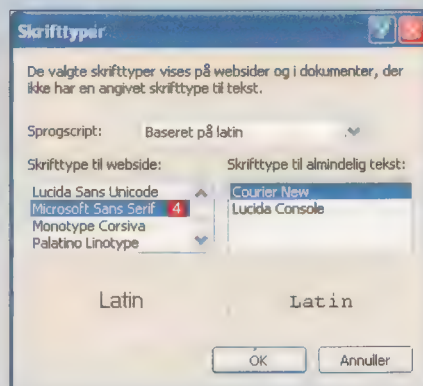 Skrifttyper
De valgte skrifttyper vises på websider og i dokumenter, der
ikke har en angivet skrifttype til tekst.
Sprogscript: Baseret på latin
Skrifttype til webside: Skrifttype til almindelig tekst:
Lucida Sans Unicode Courier New
Microsoft Sans Serif 4 Lucida Console
Monotype Corsiva
Palatino Linotype
Latin Latin
OK Annuller